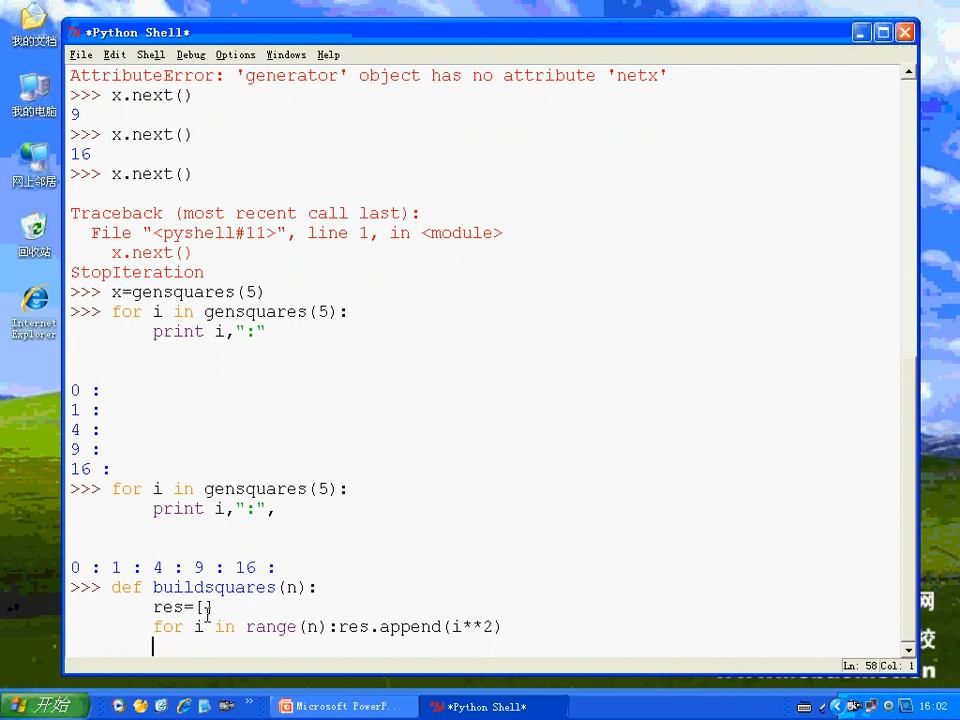 我的文档
我的电脑
网上邻居
回收站
Internet
Explorer
*Python Shell*
File Edit Shell Debug Options Windows Help
AttributeError: 'generator' object has no attribute 'netx'
>>> x.next()
9
>>> x.next()
16
>>> x.next()
Traceback (most recent call last):
File "<pyshell#11>", line 1, in <module>
x.next()
StopIteration
>>> x=gensquares(5)
>>> for i in gensquares(5):
print i,":"
0 :
1 :
4 :
9 :
16 :
>>> for i in gensquares(5):
print i,":",
0 : 1 : 4 : 9 : 16 :
>>> def buildsquares(n):
res=[]
for i in range(n):res.append(i**2)
Ln: 58 Col: 1
网
校
开始
Microsoft PowerP...
*Python Shell*
16:02